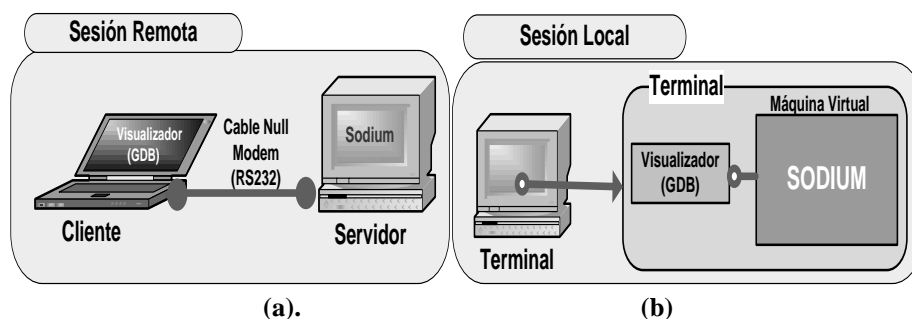 Sesión Remota
Visualizador
(GDB)
Cable Null
Modem
(RS232)
Sodium
Cliente
Servidor
(a).
Sesión Local
Terminal
Terminal
Máquina Virtual
Visualizador
(GDB)
SODIUM
(b)